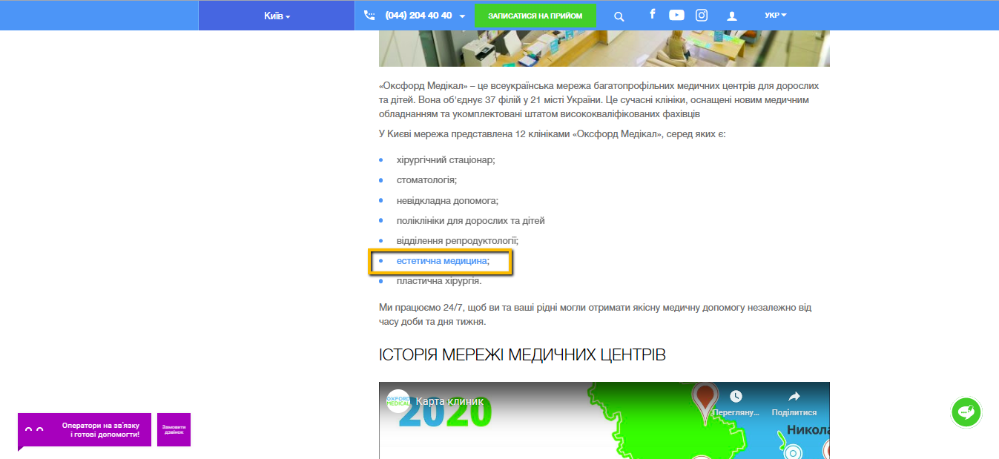 Київ
(044) 204 40 40
ЗАПИСАТИСЯ НА ПРИЙОМ
УКР
«Оксфорд Медікал» – це всеукраїнська мережа багатопрофільних медичних центрів для дорослих
та дітей. Вона об'єднує 37 філій у 21 місті України. Це сучасні клініки, оснащені новим медичним
обладнанням та укомплектовані штатом висококваліфікованих фахівців
У Києві мережа представлена 12 клініками «Оксфорд Медікал», серед яких є:
хірургічний стаціонар;
стоматологія;
невідкладна допомога;
поліклініки для дорослих та дітей
відділення репродуктології;
естетична медицина;
пластична хірургія.
Ми працюємо 24/7, щоб ви та ваші рідні могли отримати якісну медичну допомогу незалежно від
часу доби та дня тижня.
ІСТОРІЯ МЕРЕЖІ МЕДИЧНИХ ЦЕНТРІВ
OXFORD
MEDICAL
Карта клиник
2020
Перегляну...
Поділитися
Никола
Оператори на зв'язку
і готові допомогти!
Замовити
дзвінок